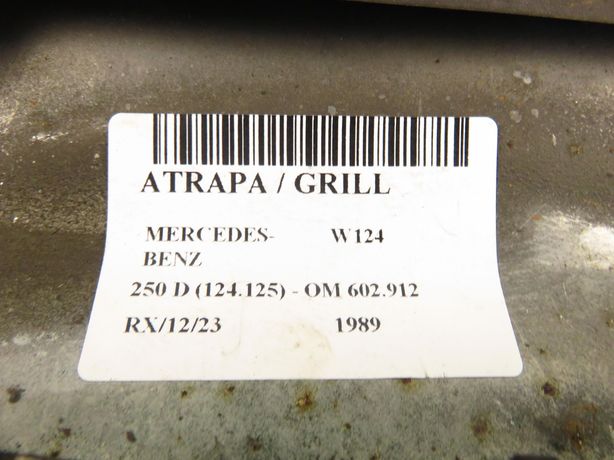 ATRAPA / GRILL
MERCEDES- W124
BENZ
250 D (124.125) - OM 602.912
RX/12/23 1989